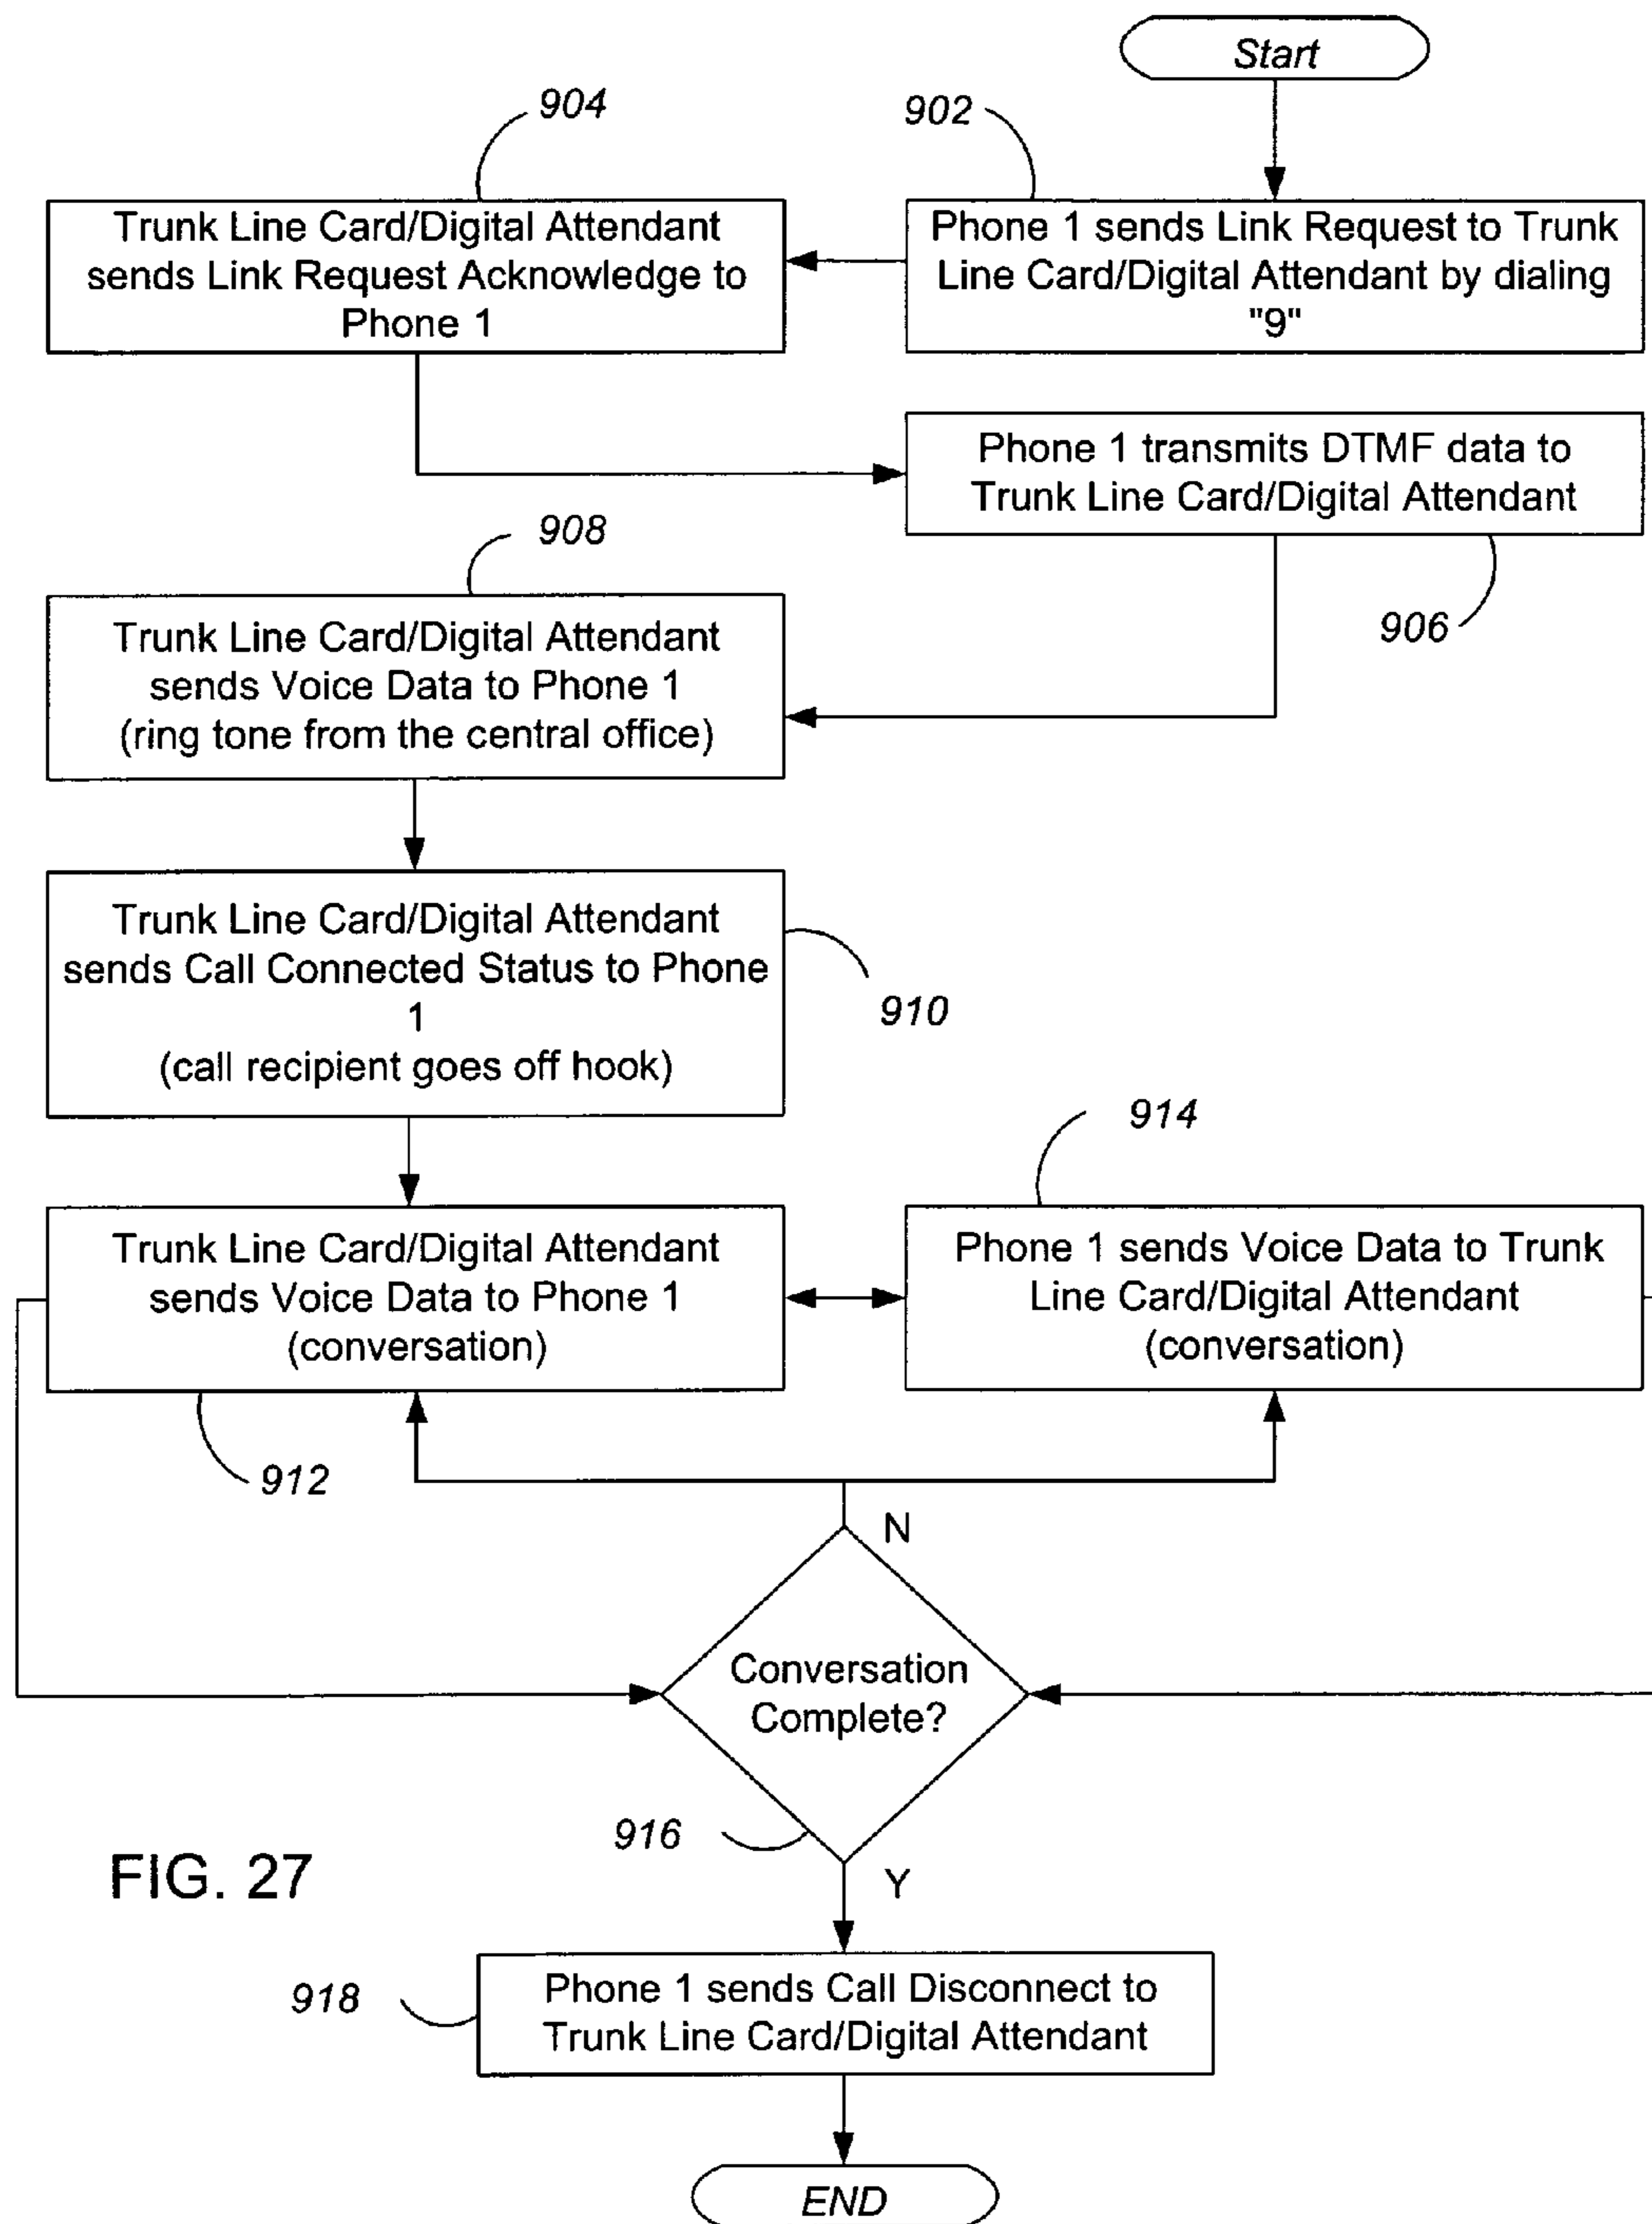 Start
904
902
Trunk Line Card/Digital Attendant
sends Link Request Acknowledge to
Phone 1
Phone 1 sends Link Request to Trunk
Line Card/Digital Attendant by dialing
"9"
Phone 1 transmits DTMF data to
Trunk Line Card/Digital Attendant
906
908
Trunk Line Card/Digital Attendant
sends Voice Data to Phone 1
(ring tone from the central office)
Trunk Line Card/Digital Attendant
sends Call Connected Status to Phone
1
(call recipient goes off hook)
910
914
Trunk Line Card/Digital Attendant
sends Voice Data to Phone 1
(conversation)
Phone 1 sends Voice Data to Trunk
Line Card/Digital Attendant
(conversation)
912
N
Conversation
Complete?
916
Y
FIG. 27
918
Phone 1 sends Call Disconnect to
Trunk Line Card/Digital Attendant
END